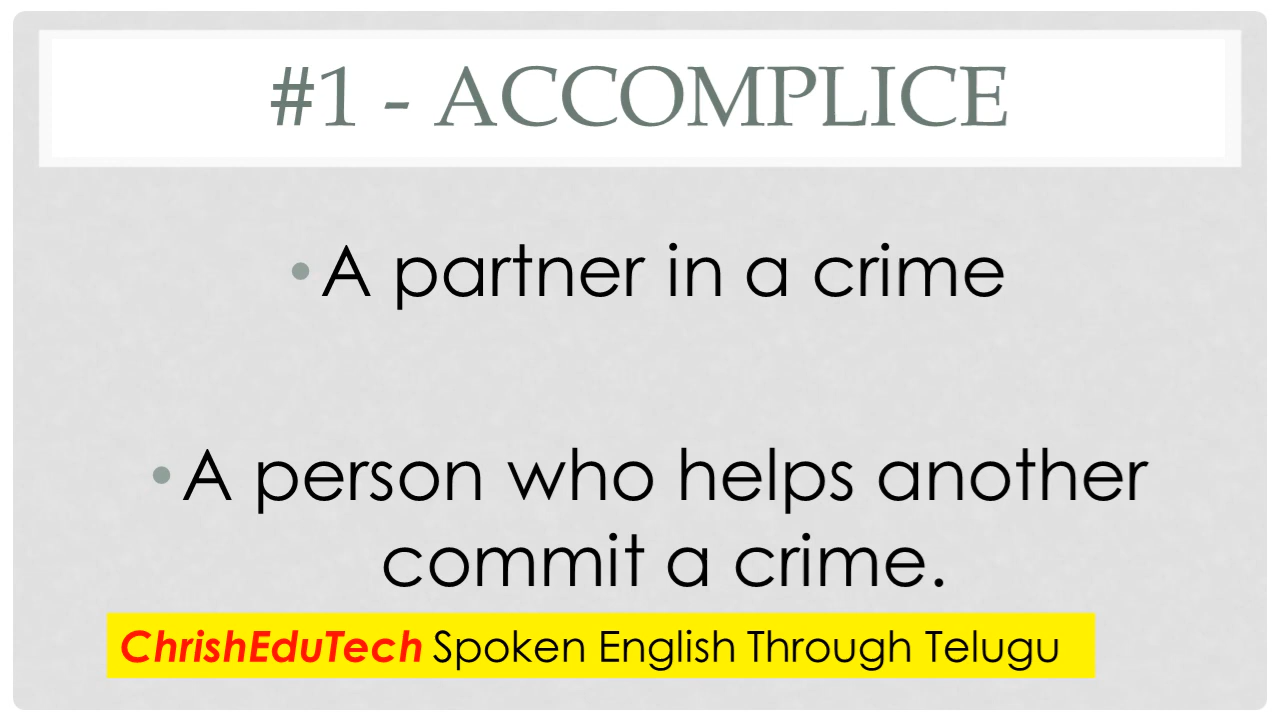 #1 - ACCOMPLICE
•A partner in a crime
•A person who helps another
commit a crime.
ChrishEduTech Spoken English Through Telugu